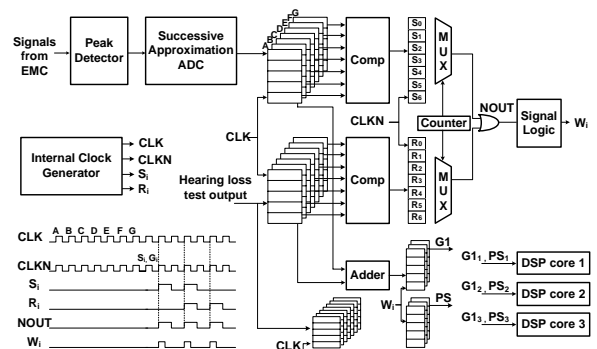 Signals from EMC
Peak Detector
Successive Approximation ADC
A B C D E F G
Comp
S0
S1
S2
S3
S4
S5
S6
MUX
CLKN
Counter
NOUT
Signal Logic
Wi
CLK
Internal Clock Generator
CLK
CLKN
Si
Ri
Hearing loss test output
Comp
R0
R1
R2
R3
R4
R5
R6
MUX
A B C D E F G
CLK
CLKN
Si, Gi
Si
Ri
NOUT
Wi
Adder
G1
Wi
PS
CLK
G11, PS1
DSP core 1
G12, PS2
DSP core 2
G13, PS3
DSP core 3